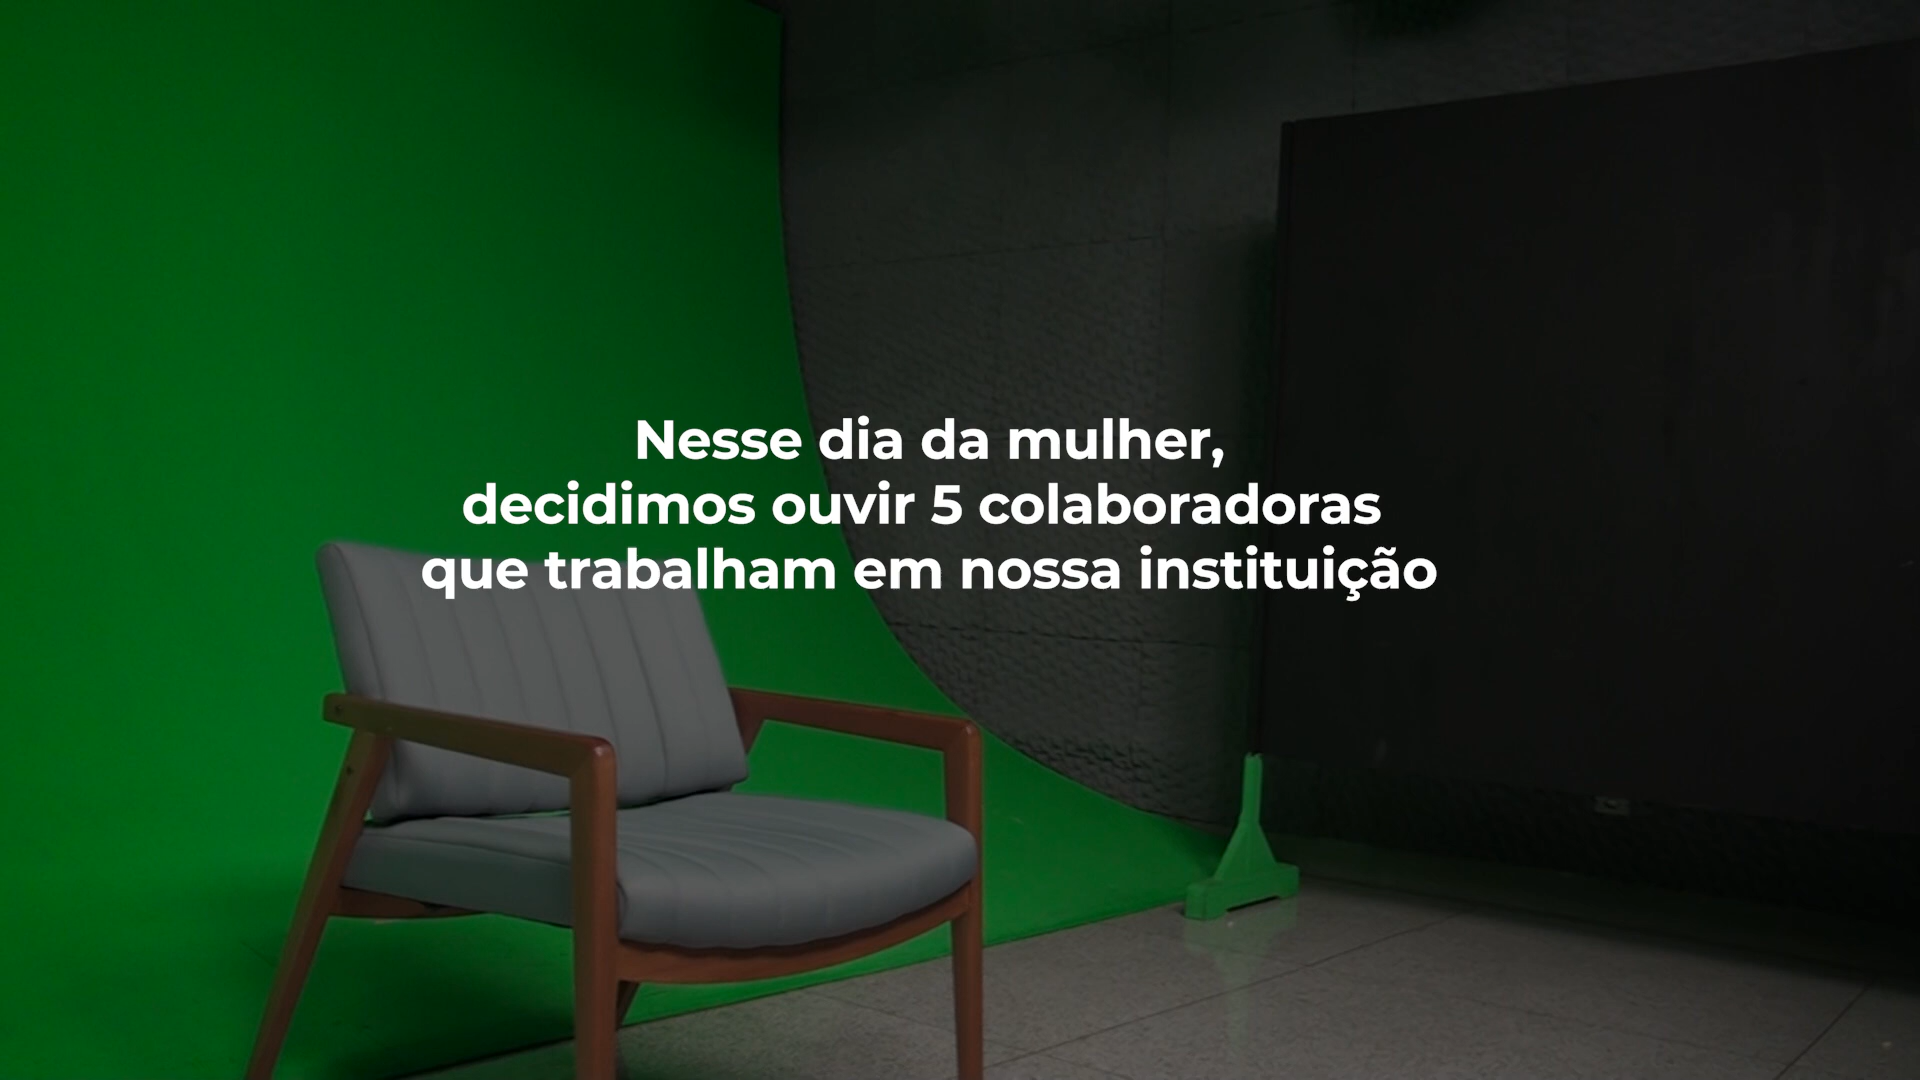 Nesse dia da mulher,
decidimos ouvir 5 colaboradoras
que trabalham em nossa instituição